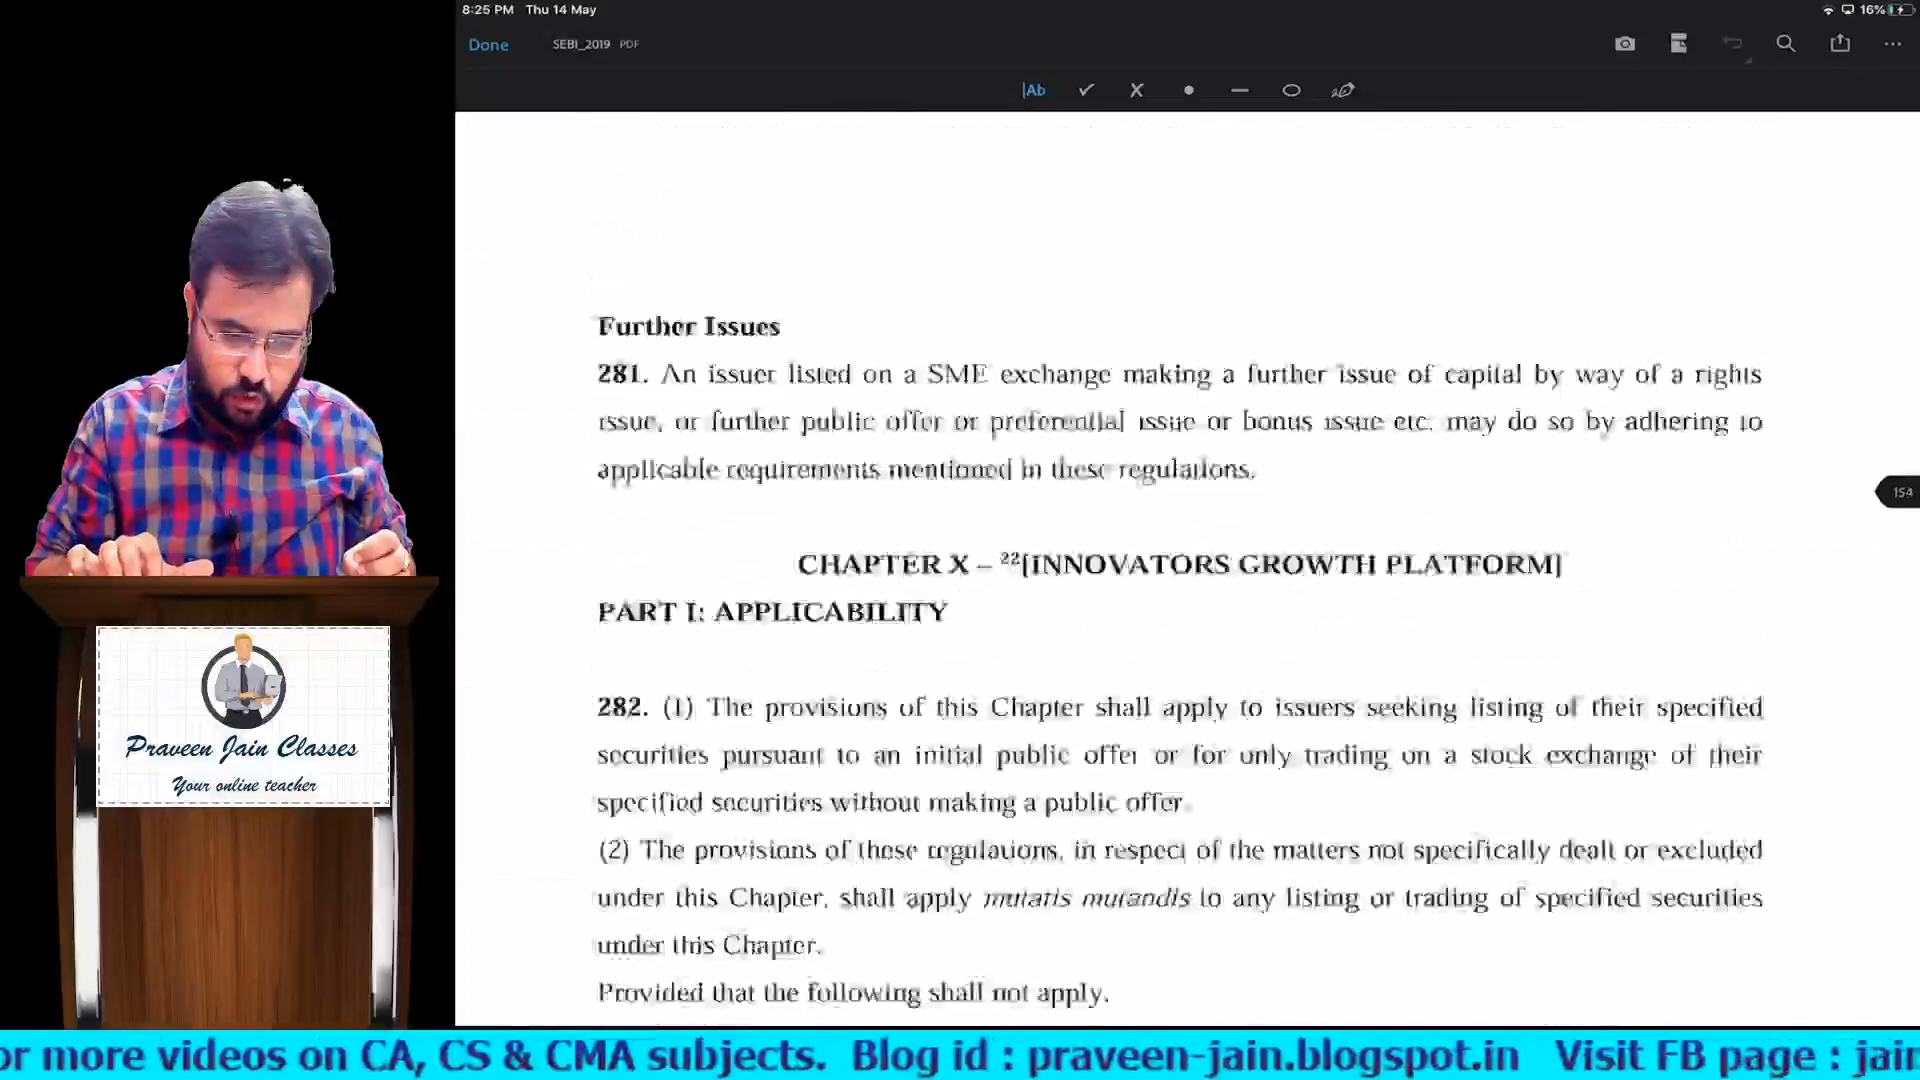 8:25 PM Thu 14 May
16%
Done SEBI_2019 PDF
|Ab
Further Issues
281. An issuer listed on a SME exchange making a further issue of capital by way of a rights
issue, or further public offer or preferential issue or bonus issue etc. may do so by adhering to
applicable requirements mentioned in these regulations.
154
CHAPTER X – 22[INNOVATORS GROWTH PLATFORM]
PART I: APPLICABILITY
282. (1) The provisions of this Chapter shall apply to issuers seeking listing of their specified
securities pursuant to an initial public offer or for only trading on a stock exchange of their
specified securities without making a public offer.
(2) The provisions of these regulations, in respect of the matters not specifically dealt or excluded
under this Chapter, shall apply mutatis mutandis to any listing or trading of specified securities
under this Chapter.
Provided that the following shall not apply.
Praveen Jain Classes
Your online teacher
or more videos on CA, CS & CMA subjects. Blog id : praveen-jain.blogspot.in Visit FB page : jain